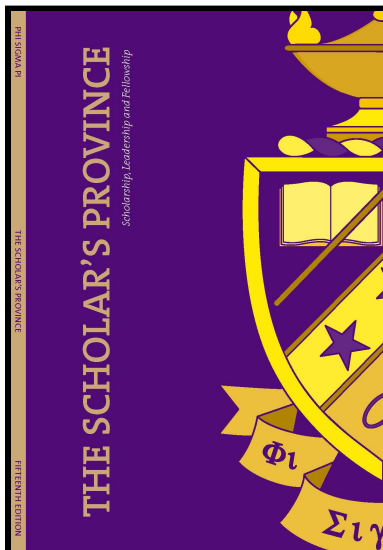 PHI SIGMA PI
THE SCHOLAR'S PROVINCE
FIFTEENTH EDITION
THE SCHOLAR'S PROVINCE
Scholarship, Leadership and Fellowship
Φι
Σιγ